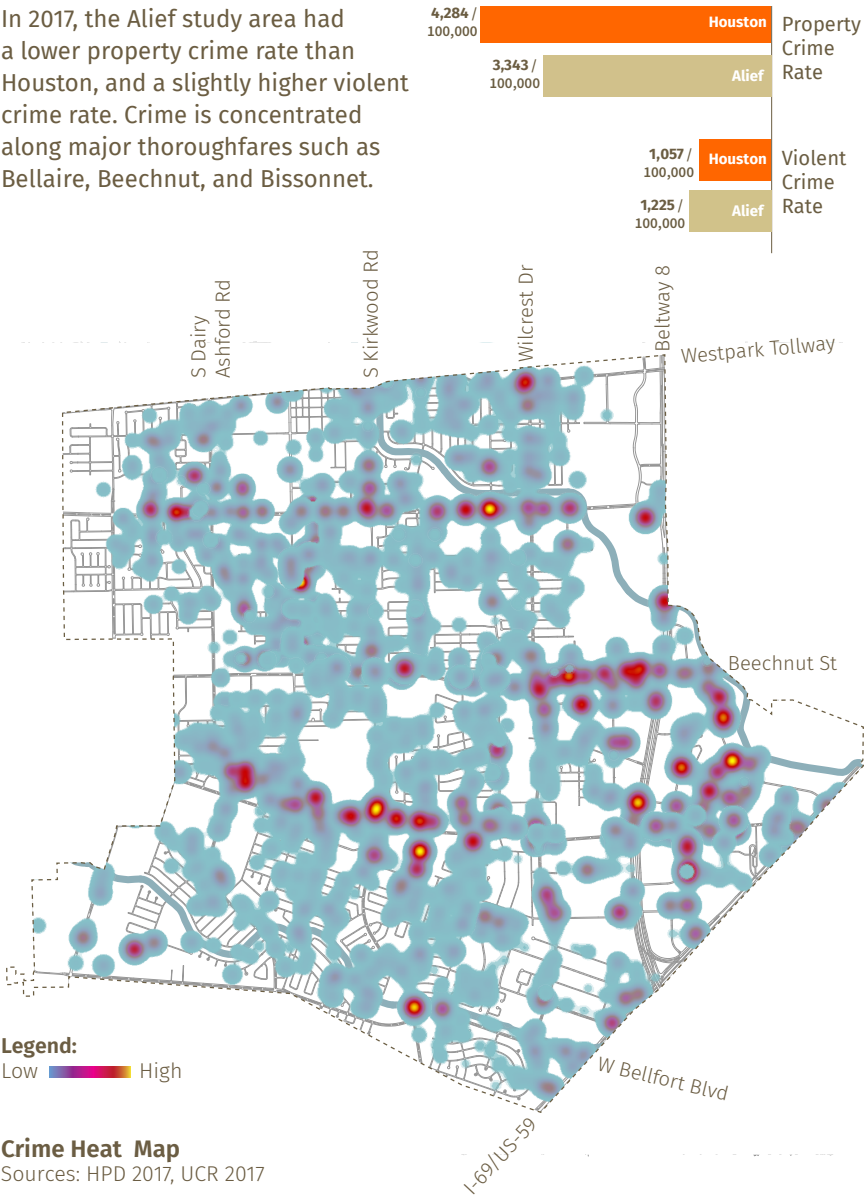 In 2017, the Alief study area had
a lower property crime rate than
Houston, and a slightly higher violent
crime rate. Crime is concentrated
along major thoroughfares such as
Bellaire, Beechnut, and Bissonnet.
4,284 /
100,000
Houston
Property
Crime
Rate
3,343 /
100,000
Alief
1,057 /
100,000
Houston
Violent
Crime
Rate
1,225 /
100,000
Alief
S Dairy
Ashford Rd
S Kirkwood Rd
Wilcrest Dr
Beltway 8
Westpark Tollway
Beechnut St
W Bellfort Blvd
I-69/US-59
Legend:
Low High
Crime Heat Map
Sources: HPD 2017, UCR 2017